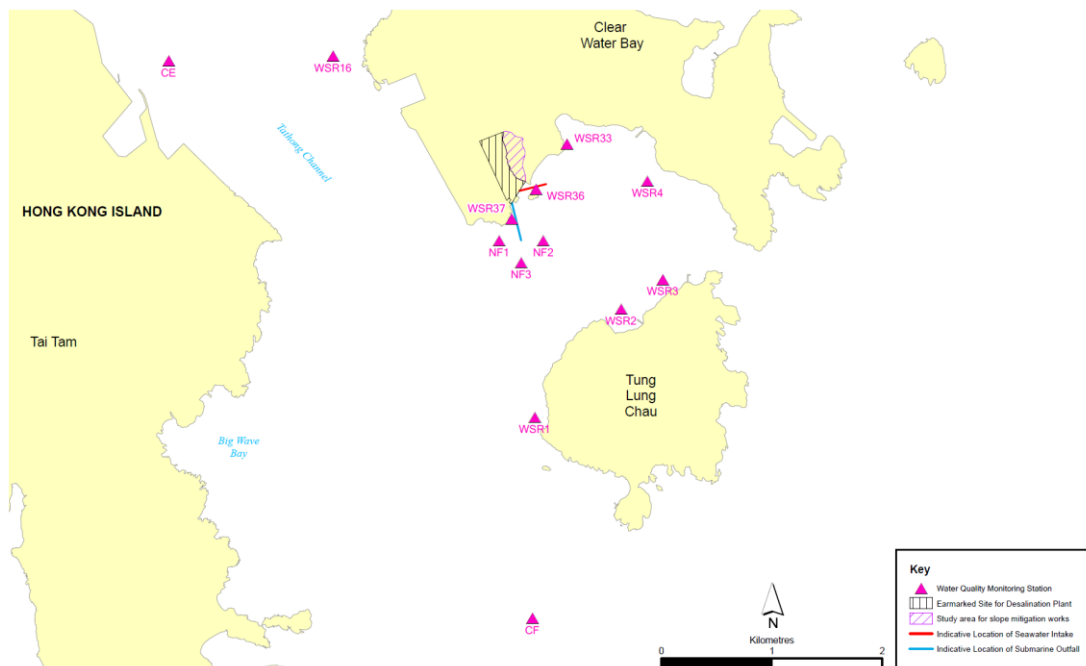 Clear
Water Bay
CE
WSR16
Tathong Channel
WSR33
WSR36
WSR4
HONG KONG ISLAND
WSR37
NF1
NF2
NF3
WSR3
WSR2
Tai Tam
Tung
Lung
Chau
WSR1
Big Wave
Bay
CF
N
Kilometres
0 1 2
Key
Water Quality Monitoring Station
Earmarked Site for Desalination Plant
Study area for slope mitigation works
Indicative Location of Seawater Intake
Indicative Location of Submarine Outfall